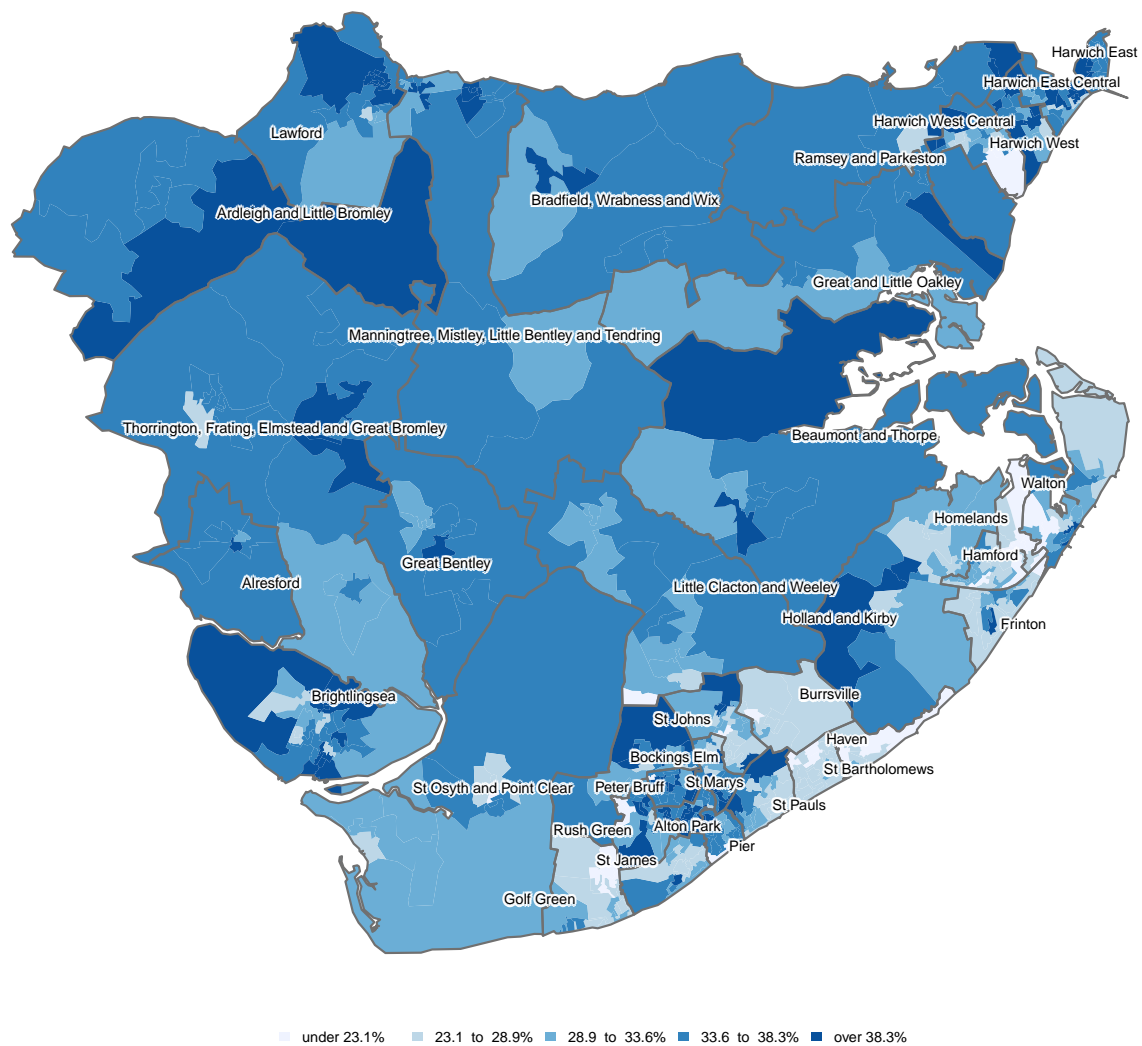 Harwich East
Harwich East Central
Harwich West Central
Lawford
Harwich West
Ramsey and Parkeston
Bradfield, Wrabness and Wix
Ardleigh and Little Bromley
Great and Little Oakley
Manningtree, Mistley, Little Bentley and Tendring
Thorrington, Frating, Elmstead and Great Bromley
Beaumont and Thorpe
Walton
Homelands
Hamford
Great Bentley
Alresford
Little Clacton and Weeley
Holland and Kirby
Frinton
Brightlingsea
Burrsville
St Johns
Haven
Bockings Elm
St Bartholomews
St Marys
St Osyth and Point Clear
Peter Bruff
St Pauls
Alton Park
Rush Green
Pier
St James
Golf Green
under 23.1% 23.1 to 28.9% 28.9 to 33.6% 33.6 to 38.3% over 38.3%